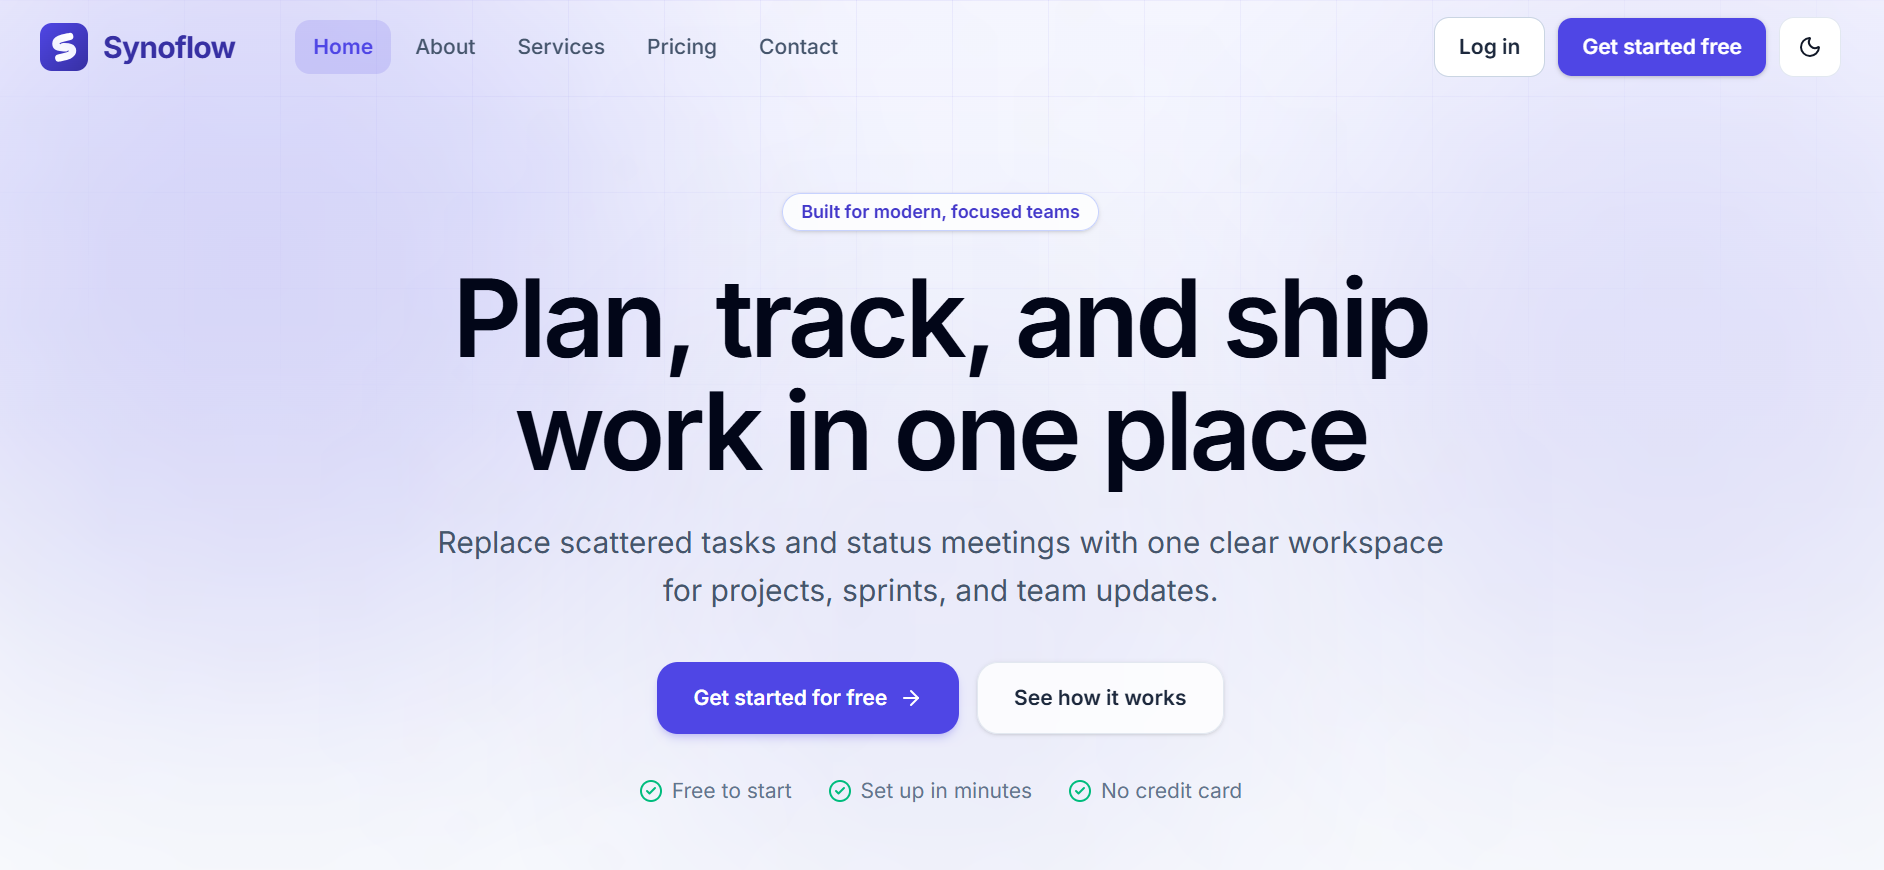 Synoflow
Home
About
Services
Pricing
Contact
Log in
Get started free
Built for modern, focused teams
Plan, track, and ship
work in one place
Replace scattered tasks and status meetings with one clear workspace
for projects, sprints, and team updates.
Get started for free
See how it works
Free to start
Set up in minutes
No credit card